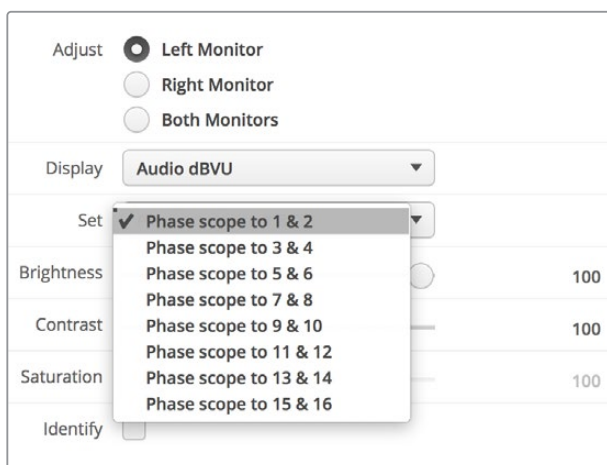 Adjust Left Monitor
Right Monitor
Both Monitors
Display Audio dBVU
Set Phase scope to 1 & 2
Phase scope to 3 & 4
Brightness Phase scope to 5 & 6 100
Phase scope to 7 & 8
Contrast Phase scope to 9 & 10 100
Phase scope to 11 & 12
Saturation Phase scope to 13 & 14 100
Phase scope to 15 & 16
Identify